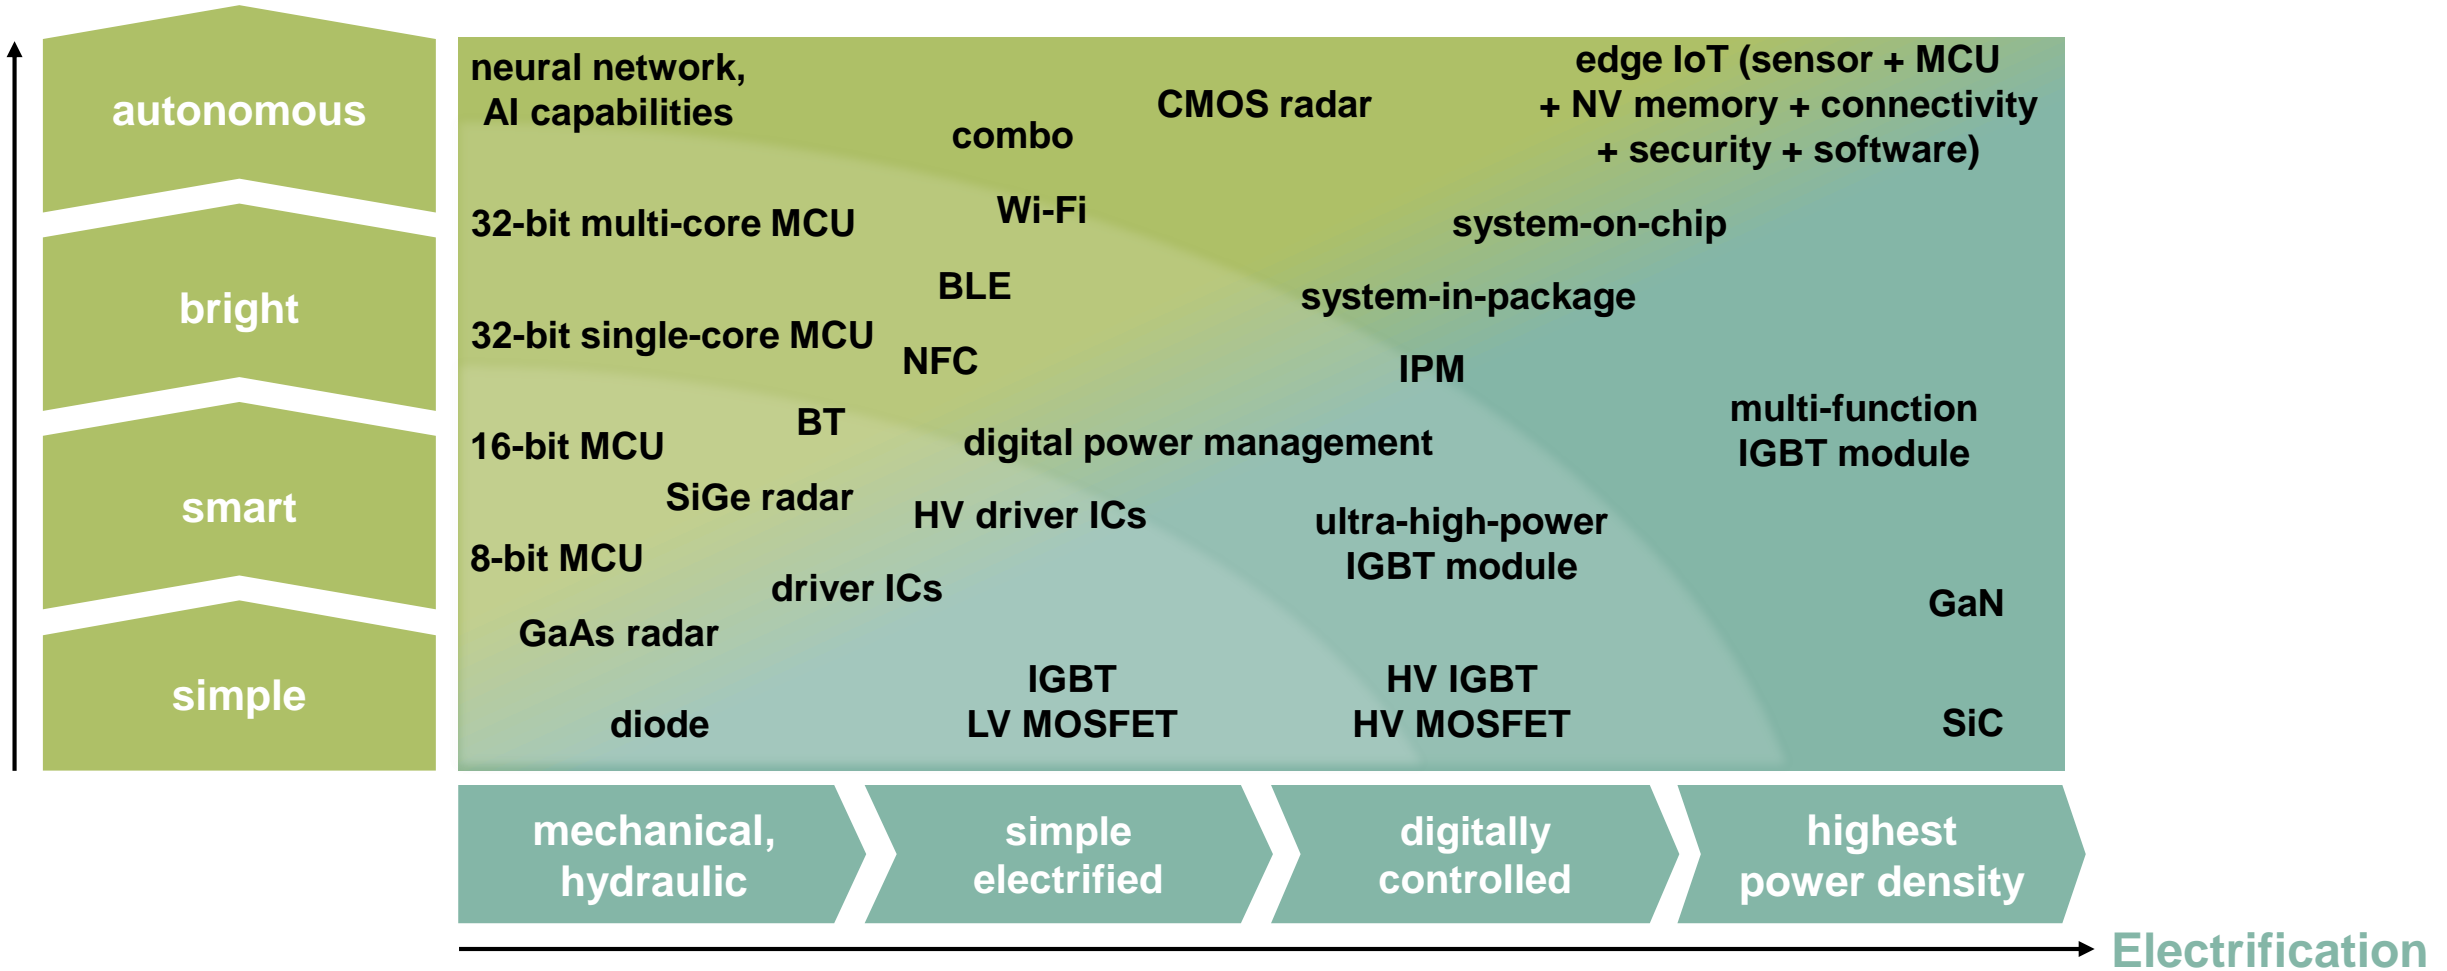 autonomous
bright
smart
simple
neural network,
AI capabilities
combo
CMOS radar
edge IoT (sensor + MCU
+ NV memory + connectivity
+ security + software)
32-bit multi-core MCU
Wi-Fi
system-on-chip
BLE
system-in-package
32-bit single-core MCU
NFC
IPM
BT
16-bit MCU
digital power management
multi-function
IGBT module
SiGe radar
HV driver ICs
ultra-high-power
IGBT module
8-bit MCU
driver ICs
GaN
GaAs radar
diode
IGBT
LV MOSFET
HV IGBT
HV MOSFET
SiC
mechanical,
hydraulic
simple
electrified
digitally
controlled
highest
power density
Electrification